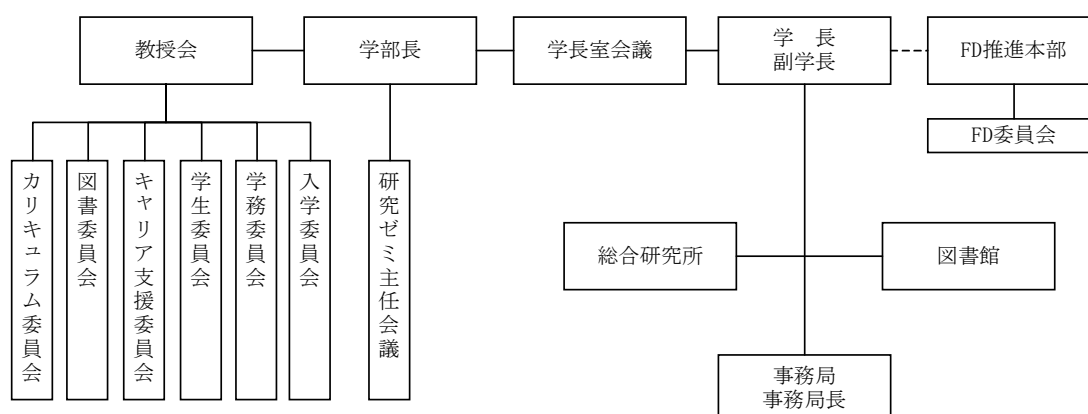 教授会
学部長
学長室会議
学　長
副学長
FD推進本部
FD委員会
カリキュラム委員会
図書委員会
キャリア支援委員会
学生委員会
学務委員会
入学委員会
研究ゼミ主任会議
総合研究所
図書館
事務局
事務局長